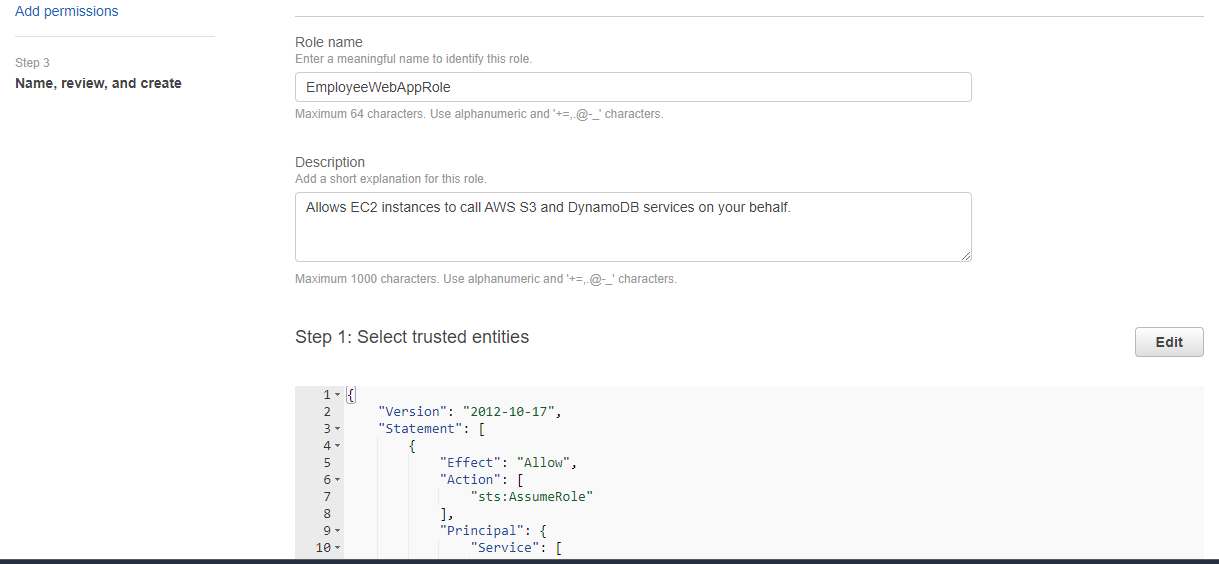 Add permissions
Step 3
Name, review, and create
Role name
Enter a meaningful name to identify this role.
EmployeeWebAppRole
Maximum 64 characters. Use alphanumeric and '+=,.@-_' characters.
Description
Add a short explanation for this role.
Allows EC2 instances to call AWS S3 and DynamoDB services on your behalf.
Maximum 1000 characters. Use alphanumeric and '+=,.@-_' characters.
Step 1: Select trusted entities
Edit
1 {
2 "Version": "2012-10-17",
3 "Statement": [
4 {
5 "Effect": "Allow",
6 "Action": [
7 "sts:AssumeRole"
8 ],
9 "Principal": {
10 "Service": [